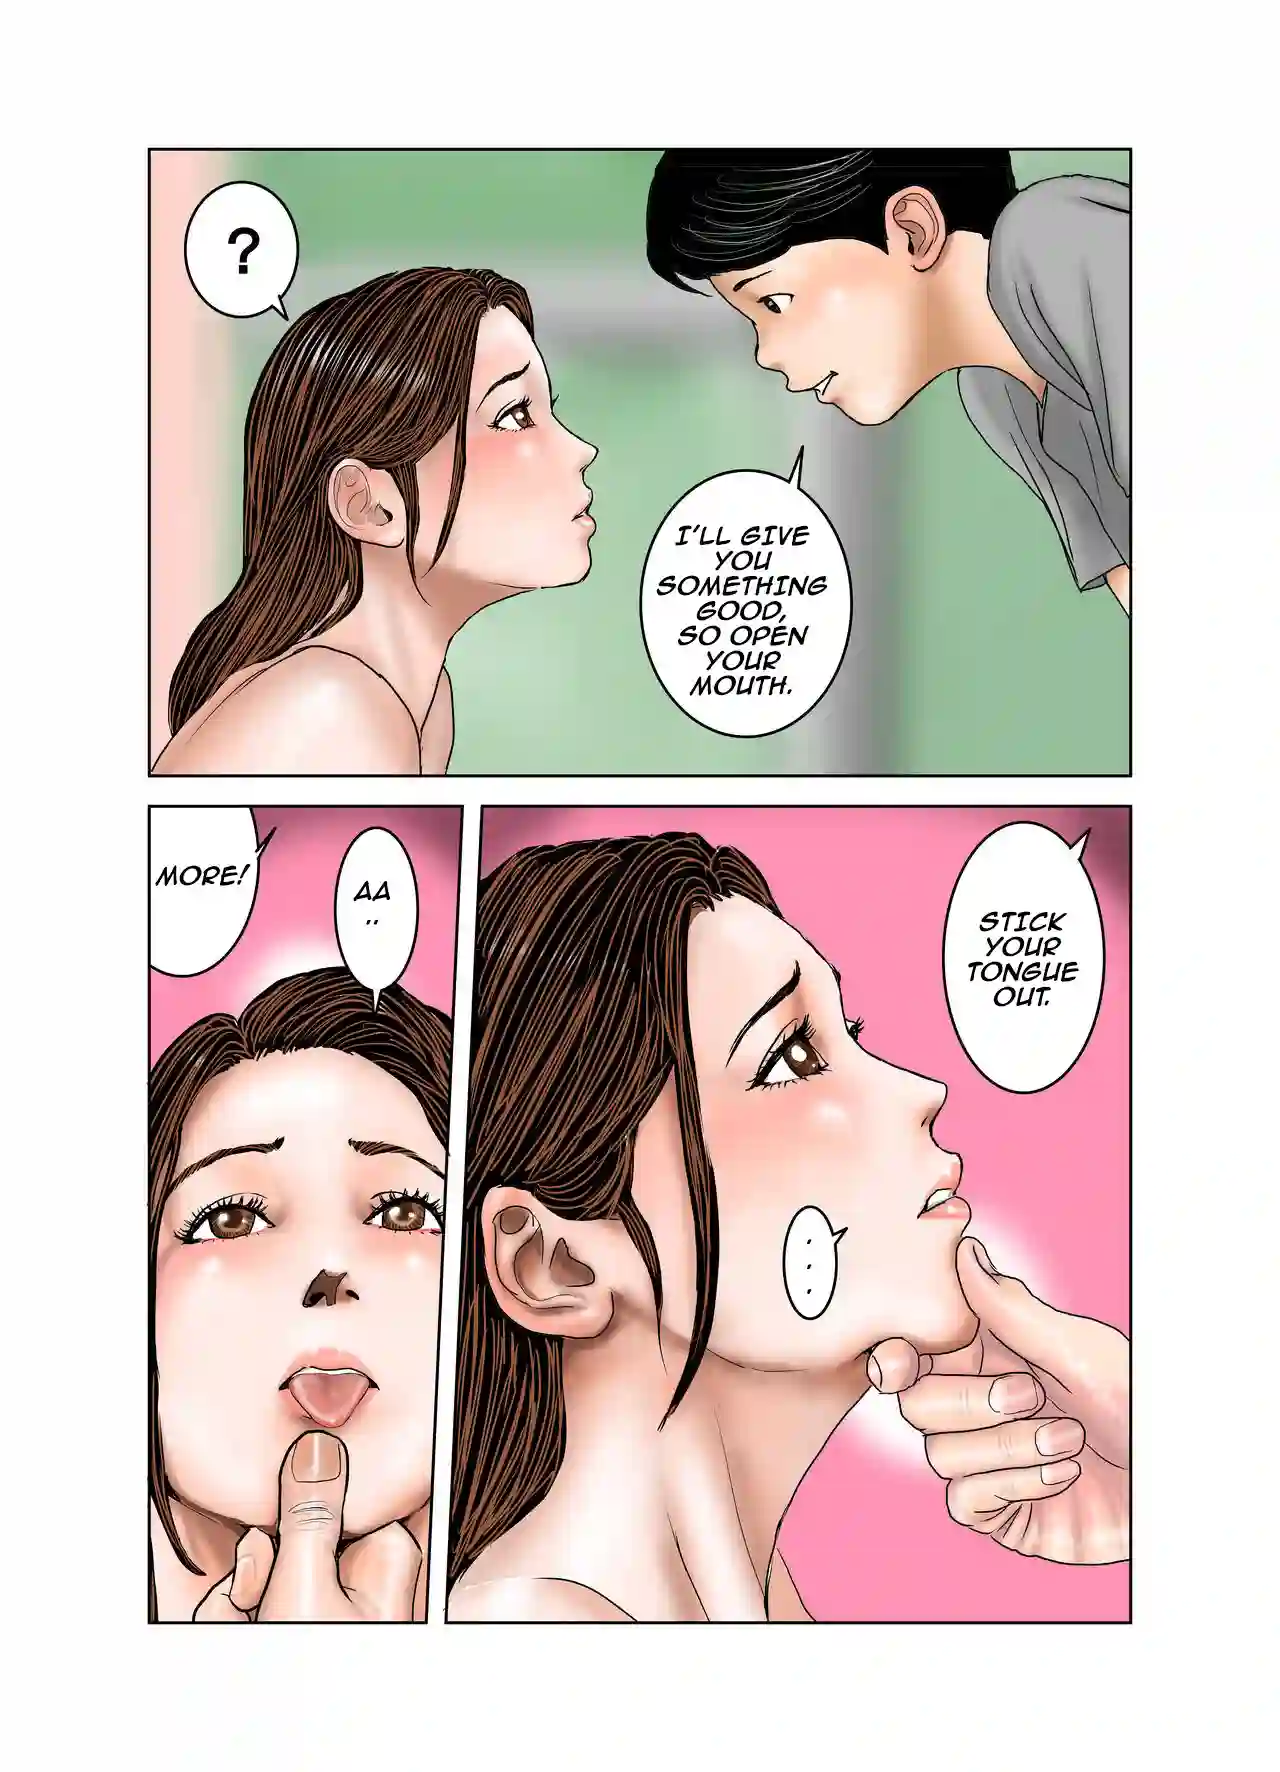 ?
I'LL GIVE
YOU
SOMETHING
GOOD,
SO OPEN
YOUR
MOUTH.
STICK
YOUR
TONGUE
OUT.
...
AA
..
MORE!